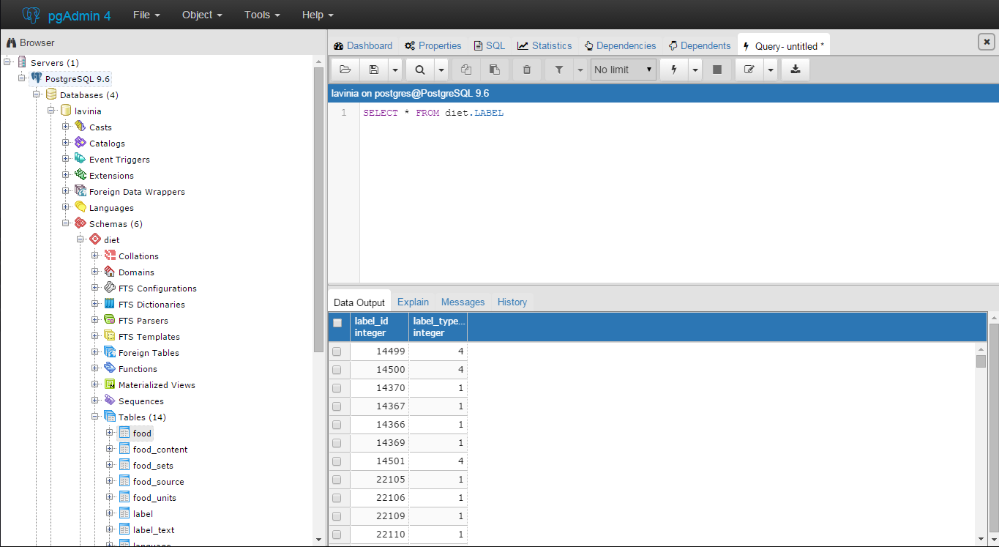 pgAdmin 4 File Object Tools Help
Browser
Servers (1)
PostgreSQL 9.6
Databases (4)
lavinia
Casts
Catalogs
Event Triggers
Extensions
Foreign Data Wrappers
Languages
Schemas (6)
diet
Collations
Domains
FTS Configurations
FTS Dictionaries
FTS Parsers
FTS Templates
Foreign Tables
Functions
Materialized Views
Sequences
Tables (14)
food
food_content
food_sets
food_source
food_units
label
label_text
language
Dashboard Properties SQL Statistics Dependencies Dependents Query- untitled *
No limit
lavinia on postgres@PostgreSQL 9.6
1 SELECT * FROM diet.LABEL
Data Output Explain Messages History
label_id label_type...
integer integer
14499 4
14500 4
14370 1
14367 1
14366 1
14369 1
14501 4
22105 1
22106 1
22109 1
22110 1